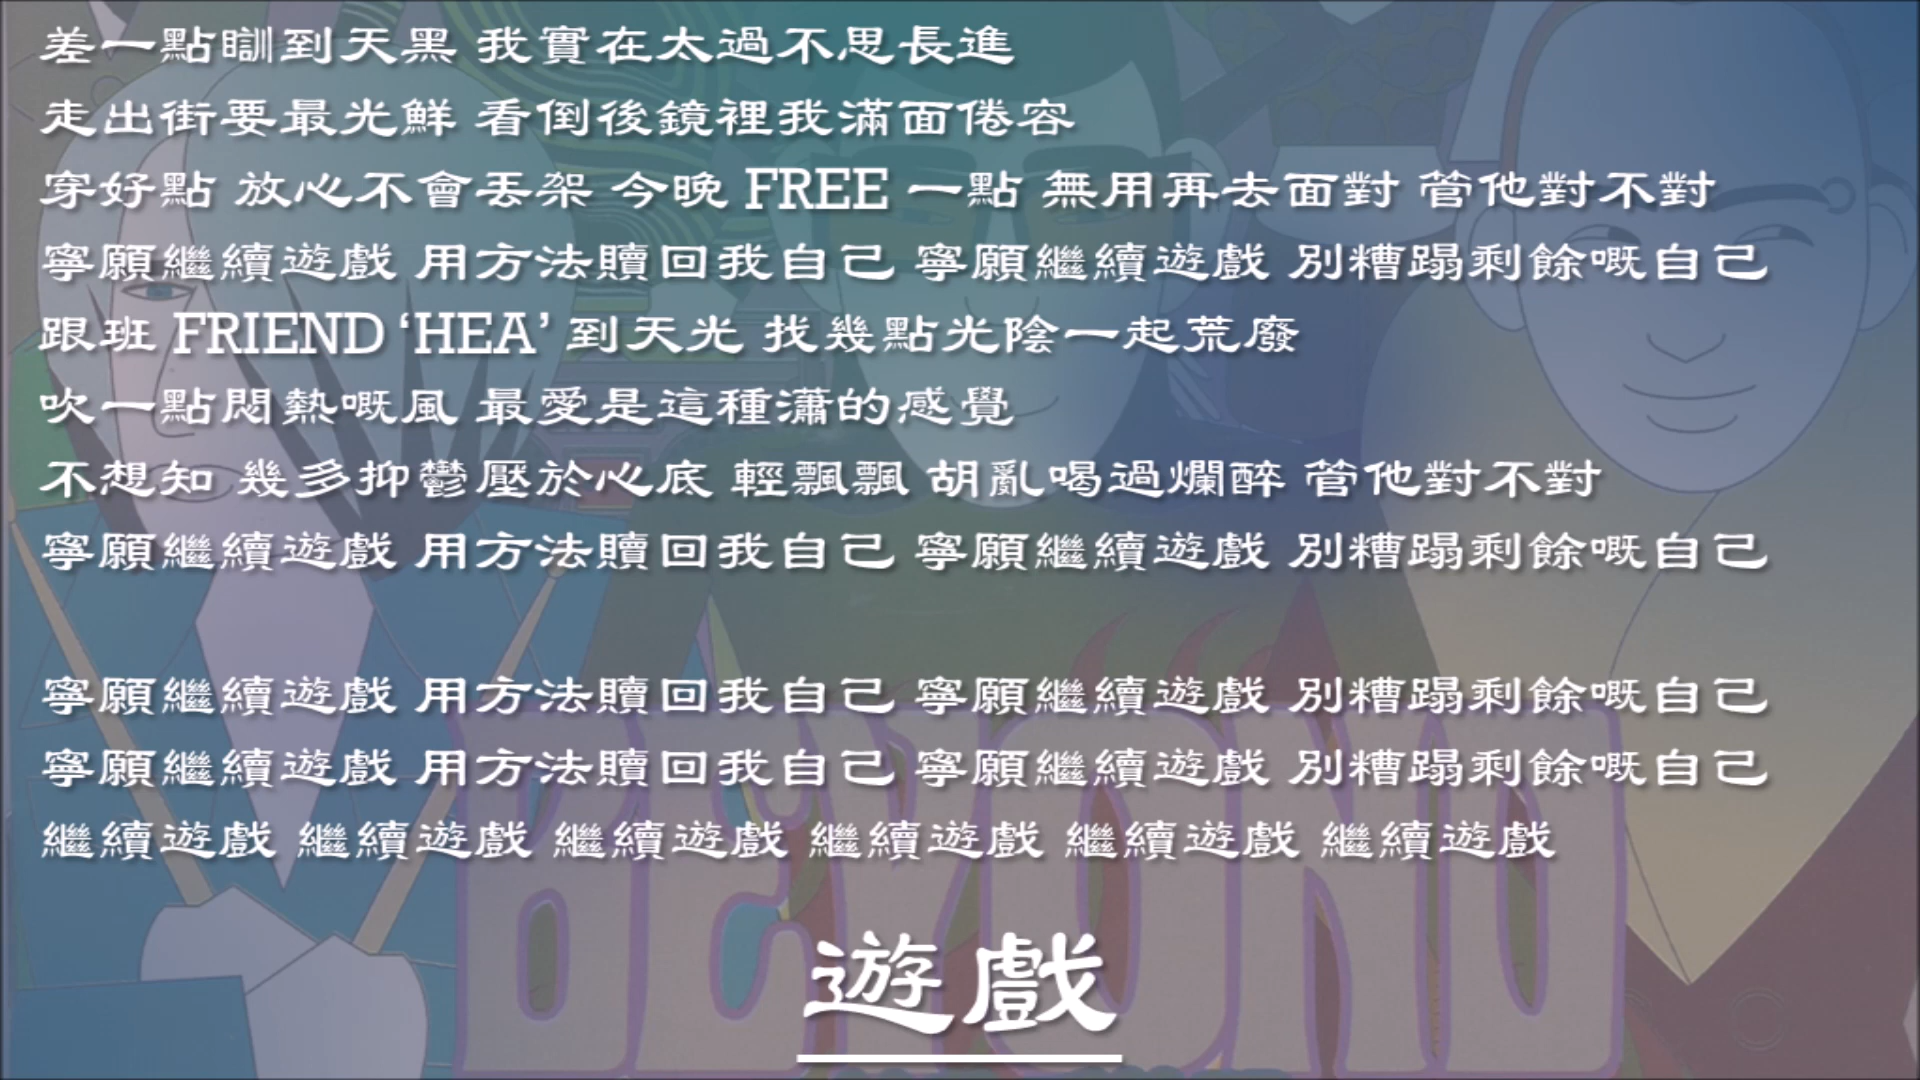 差一點瞓到天黑 我實在太過不思長進
走出街要最光鮮 看倒後鏡裡我滿面倦容
穿好點 放心不會丟架 今晚 FREE 一點 無用再去面對 管他對不對
寧願繼續遊戲 用方法贖回我自己 寧願繼續遊戲 別糟蹋剩餘嘅自己
跟班 FRIEND ‘HEA’ 到天光 找幾點光陰一起荒廢
吹一點悶熱嘅風 最愛是這種瀟的感覺
不想知 幾多抑鬱壓於心底 輕飄飄 胡亂喝過爛醉 管他對不對
寧願繼續遊戲 用方法贖回我自己 寧願繼續遊戲 別糟蹋剩餘嘅自己
寧願繼續遊戲 用方法贖回我自己 寧願繼續遊戲 別糟蹋剩餘嘅自己
寧願繼續遊戲 用方法贖回我自己 寧願繼續遊戲 別糟蹋剩餘嘅自己
繼續遊戲 繼續遊戲 繼續遊戲 繼續遊戲 繼續遊戲 繼續遊戲
BEYOND
遊戲